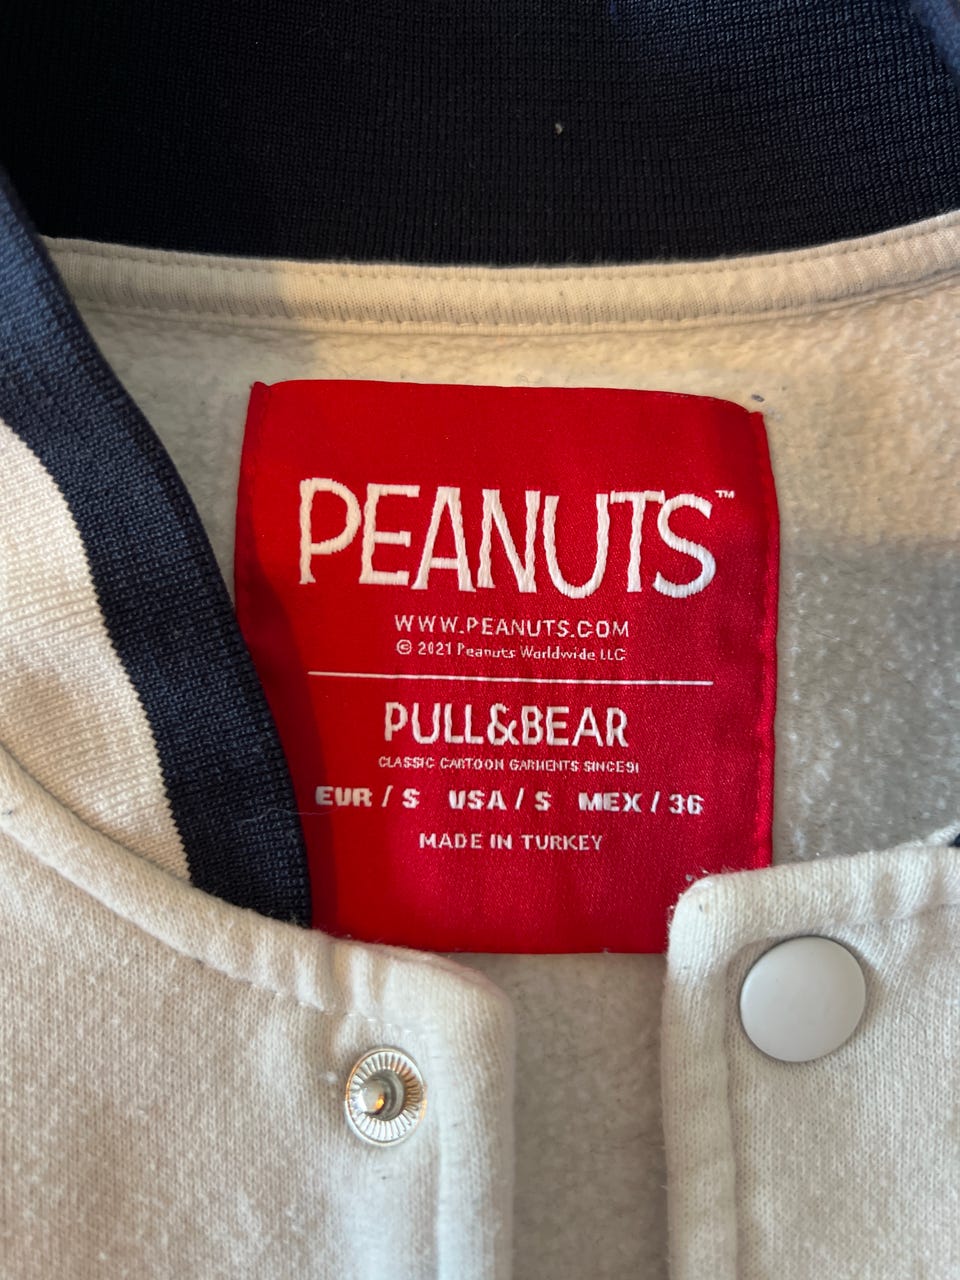 PEANUTS™
WWW.PEANUTS.COM
© 2021 Peanuts Worldwide LLC
PULL&BEAR
CLASSIC CARTOON GARMENTS SINCE91
EUR / S USA / S MEX / 36
MADE IN TURKEY